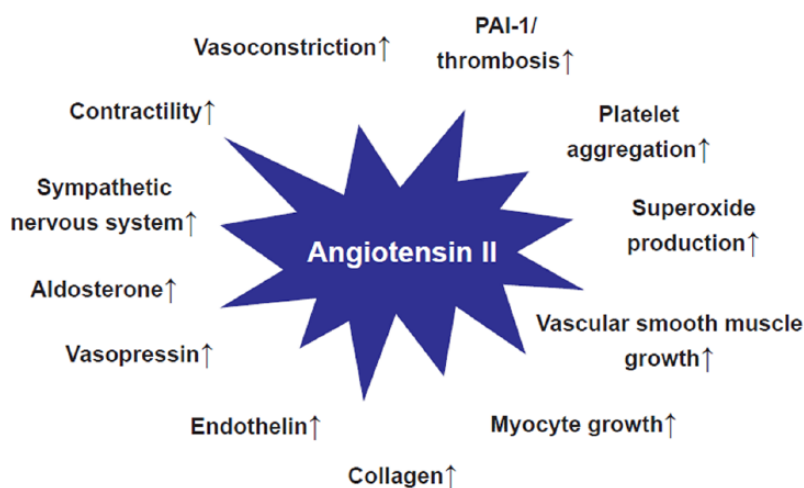 PAI-1/
thrombosis↑
Vasoconstriction↑
Contractility↑
Platelet
aggregation↑
Sympathetic
nervous system↑
Superoxide
production↑
Angiotensin II
Aldosterone↑
Vascular smooth muscle
growth↑
Vasopressin↑
Endothelin↑
Myocyte growth↑
Collagen↑